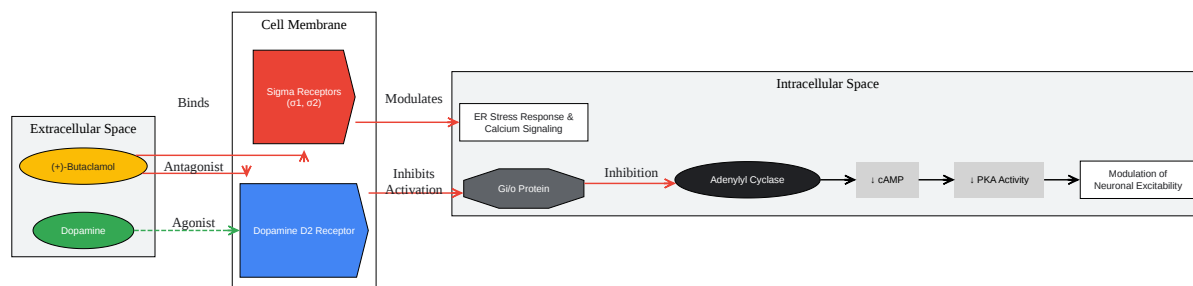 Cell Membrane
Sigma Receptors
(σ1, σ2)
Binds
Modulates
Intracellular Space
ER Stress Response &
Calcium Signaling
Extracellular Space
(+)-Butaclamol
Antagonist
Inhibits
Activation
Gi/o Protein
Inhibition
Adenylyl Cyclase
↓ cAMP
↓ PKA Activity
Modulation of
Neuronal Excitability
Dopamine
Agonist
Dopamine D2 Receptor